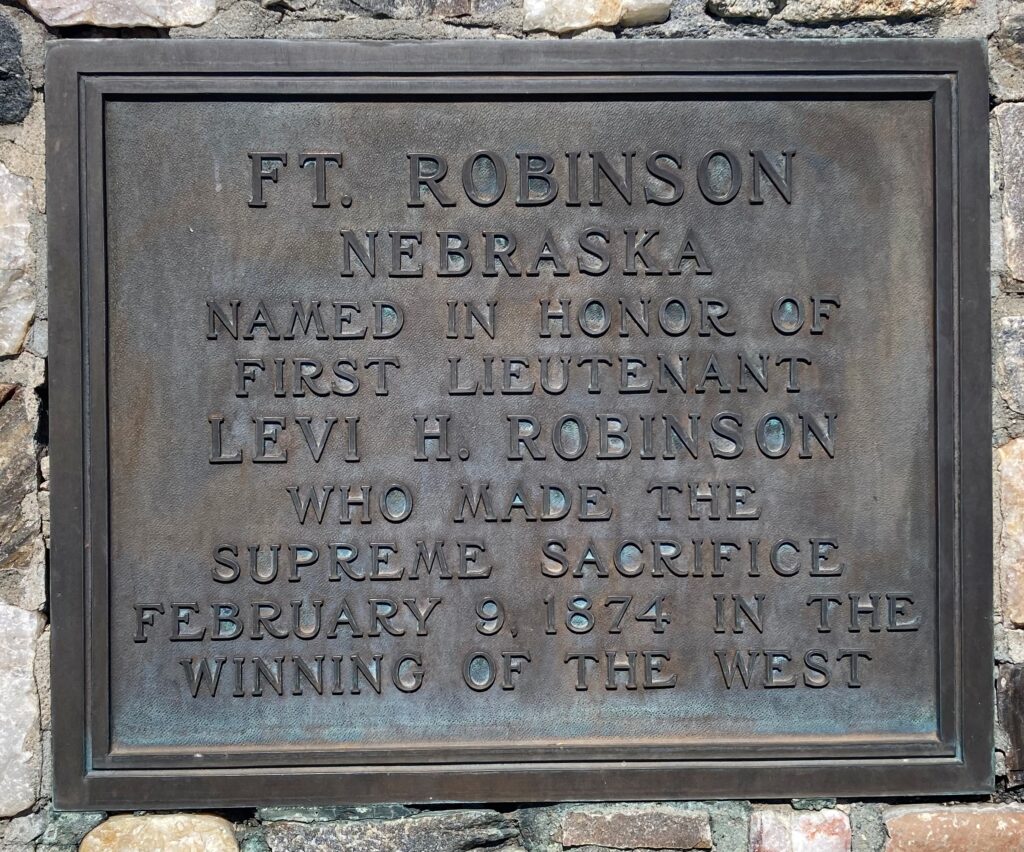 FT. ROBINSON
NEBRASKA
NAMED IN HONOR OF
FIRST LIEUTENANT
LEVI H. ROBINSON
WHO MADE THE
SUPREME SACRIFICE
FEBRUARY 9, 1874 IN THE
WINNING OF THE WEST